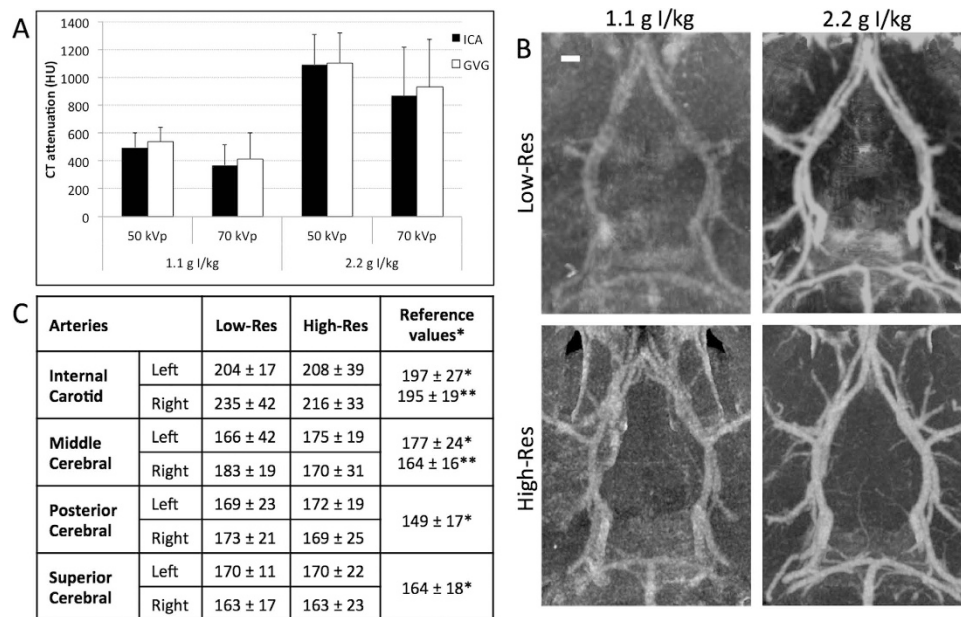 A
CT attenuation (HU)
1400
1200
1000
800
600
400
200
0
ICA
GVG
50 kVp
70 kVp
50 kVp
70 kVp
1.1 g I/kg
2.2 g I/kg
B
1.1 g I/kg
2.2 g I/kg
Low-Res
High-Res
C
Arteries Low-Res High-Res Reference values*
Internal Carotid Left 204 ± 17 208 ± 39 197 ± 27*
Right 235 ± 42 216 ± 33 195 ± 19**
Middle Cerebral Left 166 ± 42 175 ± 19 177 ± 24*
Right 183 ± 19 170 ± 31 164 ± 16**
Posterior Cerebral Left 169 ± 23 172 ± 19 149 ± 17*
Right 173 ± 21 169 ± 25
Superior Cerebral Left 170 ± 11 170 ± 22 164 ± 18*
Right 163 ± 17 163 ± 23